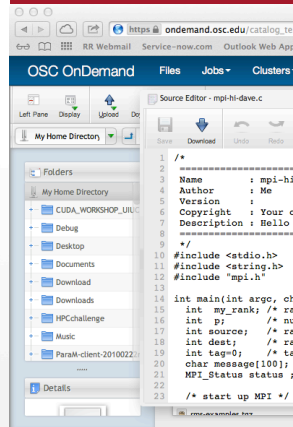 https ondemand.osc.edu/catalog_te
RR Webmail Service-now.com Outlook Web App
OSC OnDemand Files Jobs Clusters
Source Editor - mpi-hi-dave.c
Left Pane Display Upload
Save Download Undo Redo
My Home Directory
Folders
My Home Directory
CUDA_WORKSHOP_UIUC
Debug
Desktop
Documents
Download
Downloads
HPCchallenge
Music
ParaM-client-20100222
Details
1 /*
2 ====================
3 Name : mpi-hi
4 Author : Me
5 Version :
6 Copyright : Your
7 Description : Hello
8 ====================
9 */
10 #include <stdio.h>
11 #include <string.h>
12 #include "mpi.h"
13
14 int main(int argc, ch
15 int my_rank; /* ra
16 int p; /* nu
17 int source; /* ra
18 int dest; /* ra
19 int tag=0; /* ta
20 char message[100];
21 MPI_Status status ;
22
23 /* start up MPI */
rmr-examples.tgz